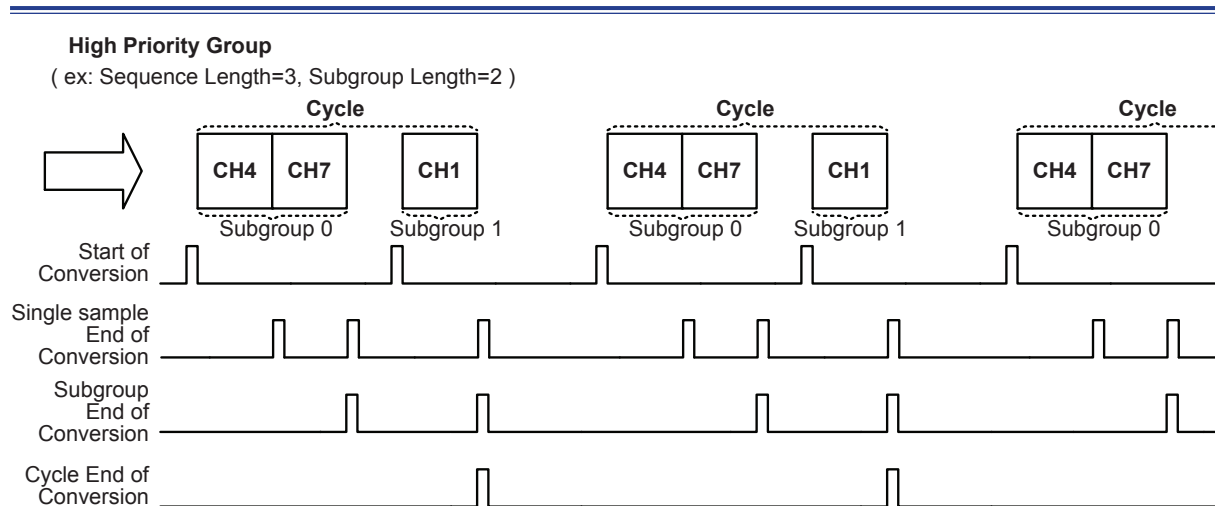 High Priority Group
( ex: Sequence Length=3, Subgroup Length=2 )
Cycle Cycle Cycle
CH4 CH7 CH1 CH4 CH7 CH1 CH4 CH7
Subgroup 0 Subgroup 1 Subgroup 0 Subgroup 1 Subgroup 0
Start of
Conversion
Single sample
End of
Conversion
Subgroup
End of
Conversion
Cycle End of
Conversion